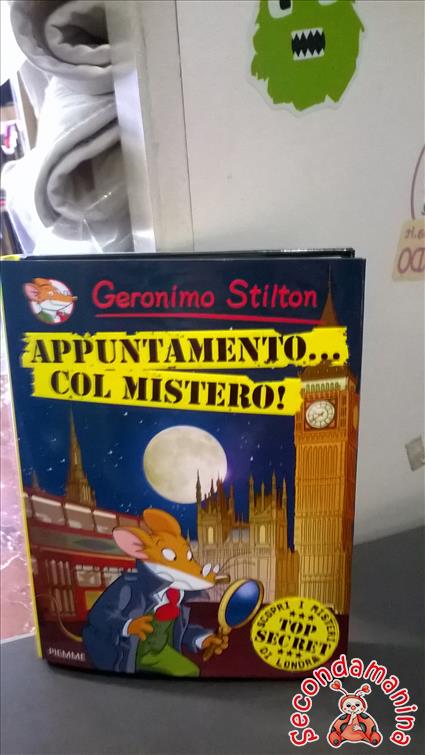 Geronimo Stilton
APPUNTAMENTO...
COL MISTERO!
SCOPRI I MISTERI
TOP
SECRET
DI LONDRA
PIEMME
secondamanina